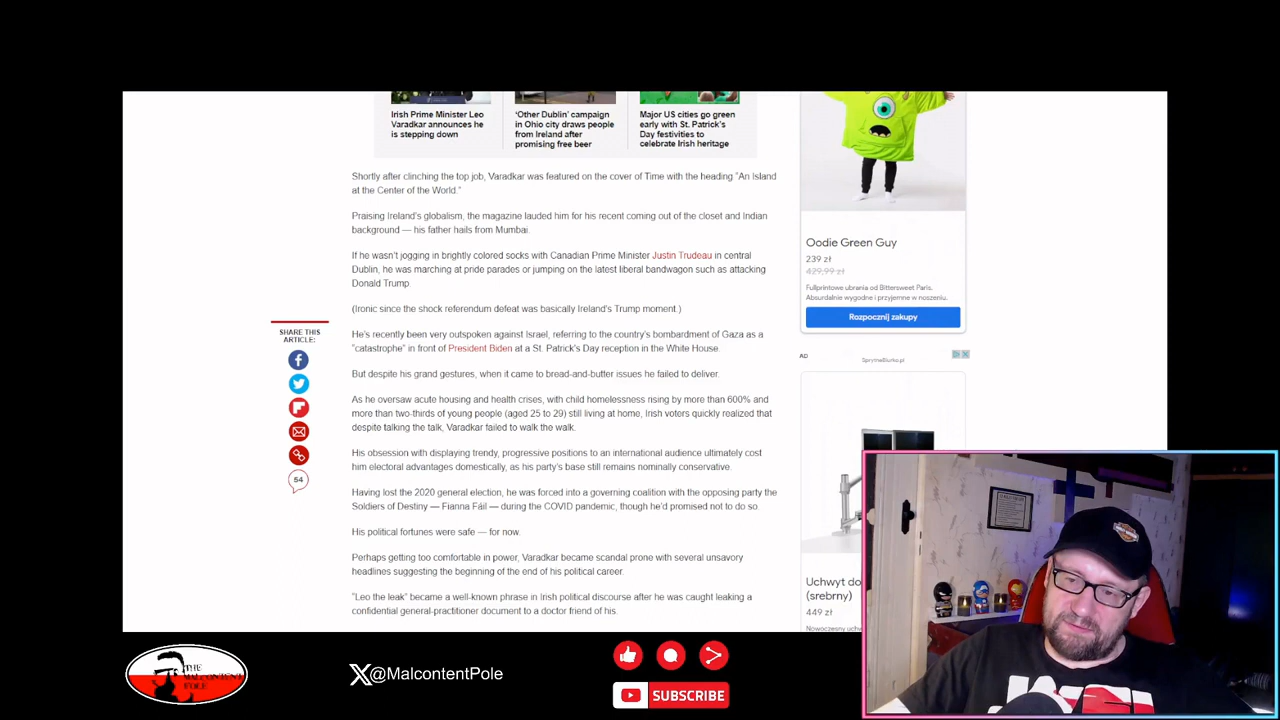 Irish Prime Minister Leo
Varadkar announces he
is stepping down
‘Other Dublin’ campaign
in Ohio city draws people
from Ireland after
promising free beer
Major US cities go green
early with St. Patrick’s
Day festivities to
celebrate Irish heritage
Shortly after clinching the top job, Varadkar was featured on the cover of Time with the heading “An Island
at the Center of the World.”
Praising Ireland’s globalism, the magazine lauded him for his recent coming out of the closet and Indian
background — his father hails from Mumbai.
If he wasn’t jogging in brightly colored socks with Canadian Prime Minister Justin Trudeau in central
Dublin, he was marching at pride parades or jumping on the latest liberal bandwagon such as attacking
Donald Trump.
(Ironic since the shock referendum defeat was basically Ireland’s Trump moment.)
He’s recently been very outspoken against Israel, referring to the country’s bombardment of Gaza as a
“catastrophe” in front of President Biden at a St. Patrick’s Day reception in the White House.
But despite his grand gestures, when it came to bread-and-butter issues he failed to deliver.
As he oversaw acute housing and health crises, with child homelessness rising by more than 600% and
more than two-thirds of young people (aged 25 to 29) still living at home, Irish voters quickly realized that
despite talking the talk, Varadkar failed to walk the walk.
His obsession with displaying trendy, progressive positions to an international audience ultimately cost
him electoral advantages domestically, as his party’s base still remains nominally conservative.
Having lost the 2020 general election, he was forced into a governing coalition with the opposing party the
Soldiers of Destiny — Fianna Fáil — during the COVID pandemic, though he’d promised not to do so.
His political fortunes were safe — for now.
Perhaps getting too comfortable in power, Varadkar became scandal prone with several unsavory
headlines suggesting the beginning of the end of his political career.
“Leo the leak” became a well-known phrase in Irish political discourse after he was caught leaking a
confidential general-practitioner document to a doctor friend of his.
SHARE THIS
ARTICLE:
54
Oodie Green Guy
239 zł
429,99 zł
Fullprintowe ubrania od Bittersweet Paris.
Absurdalnie wygodne i przyjemne w noszeniu.
Rozpocznij zakupy
AD
SprytneBiurko.pl
Uchwyt do
(srebrny)
449 zł
THE
MALCONTENT
POLE
X@MalcontentPole
SUBSCRIBE